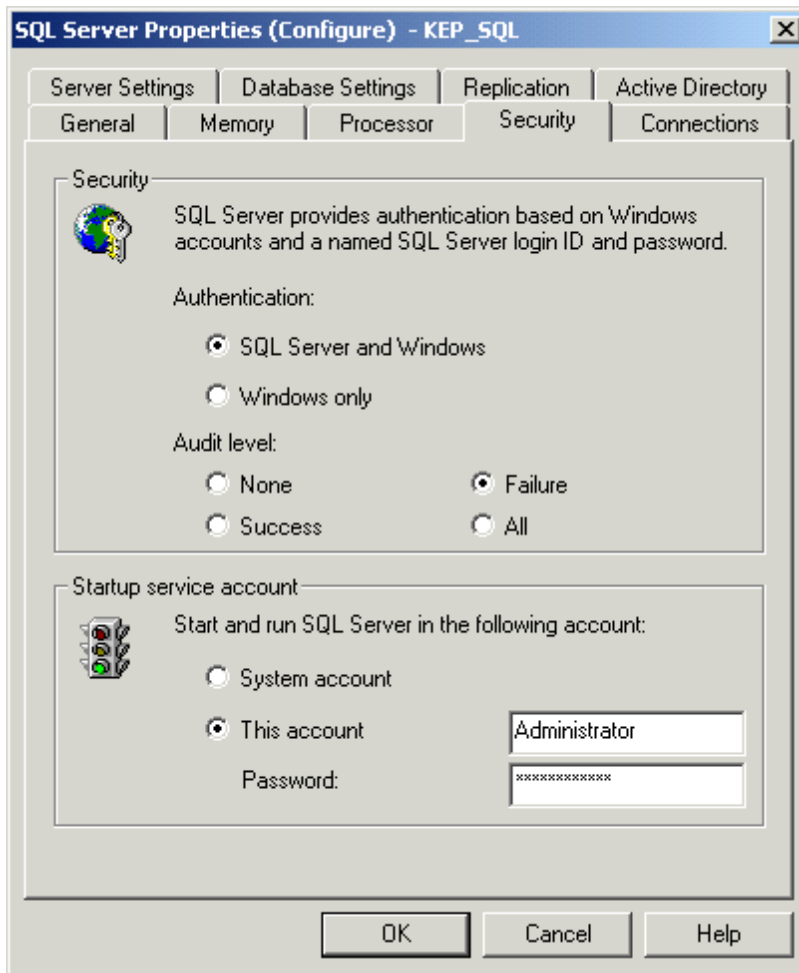 SQL Server Properties (Configure) - KEP_SQL
Server Settings Database Settings Replication Active Directory
General Memory Processor Security Connections
Security
SQL Server provides authentication based on Windows
accounts and a named SQL Server login ID and password.
Authentication:
SQL Server and Windows
Windows only
Audit level:
None Failure
Success All
Startup service account
Start and run SQL Server in the following account:
System account
This account Administrator
Password: ************
OK Cancel Help